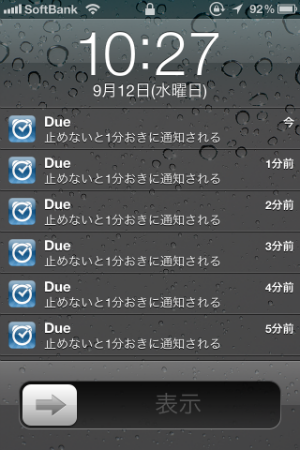 SoftBank 92%
10:27
9月12日(水曜日)
Due 今
止めないと1分おきに通知される
Due 1分前
止めないと1分おきに通知される
Due 2分前
止めないと1分おきに通知される
Due 3分前
止めないと1分おきに通知される
Due 4分前
止めないと1分おきに通知される
Due 5分前
止めないと1分おきに通知される
表示